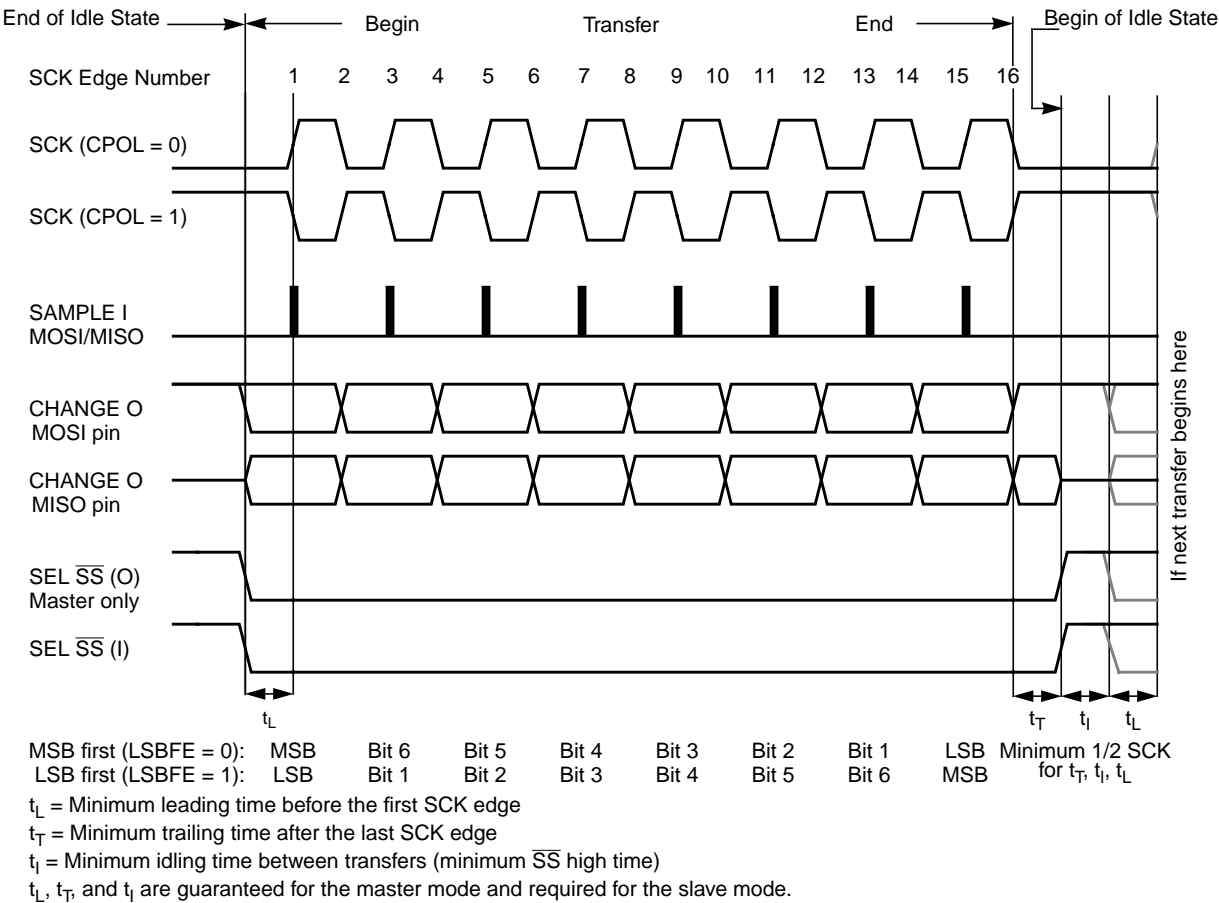 End of Idle State Begin Transfer End Begin of Idle State
SCK Edge Number 1 2 3 4 5 6 7 8 9 10 11 12 13 14 15 16
SCK (CPOL = 0)
SCK (CPOL = 1)
SAMPLE I
MOSI/MISO
CHANGE O
MOSI pin
CHANGE O
MISO pin
SEL S̅S̅ (O)
Master only
SEL S̅S̅ (I)
If next transfer begins here
tL tT tI tL
MSB first (LSBFE = 0): MSB Bit 6 Bit 5 Bit 4 Bit 3 Bit 2 Bit 1 LSB Minimum 1/2 SCK
LSB first (LSBFE = 1): LSB Bit 1 Bit 2 Bit 3 Bit 4 Bit 5 Bit 6 MSB for tT, tI, tL
tL = Minimum leading time before the first SCK edge
tT = Minimum trailing time after the last SCK edge
tI = Minimum idling time between transfers (minimum S̅S̅ high time)
tL, tT, and tI are guaranteed for the master mode and required for the slave mode.